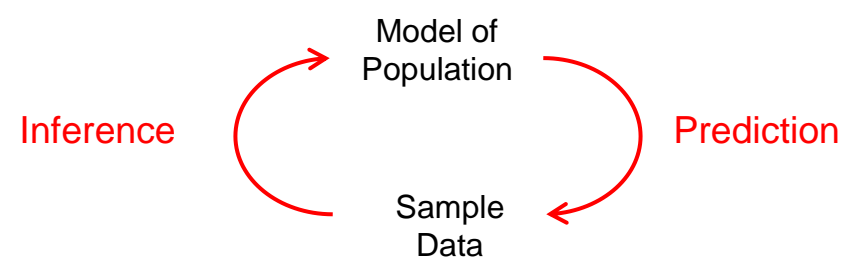 Model of
Population
Inference
Prediction
Sample
Data